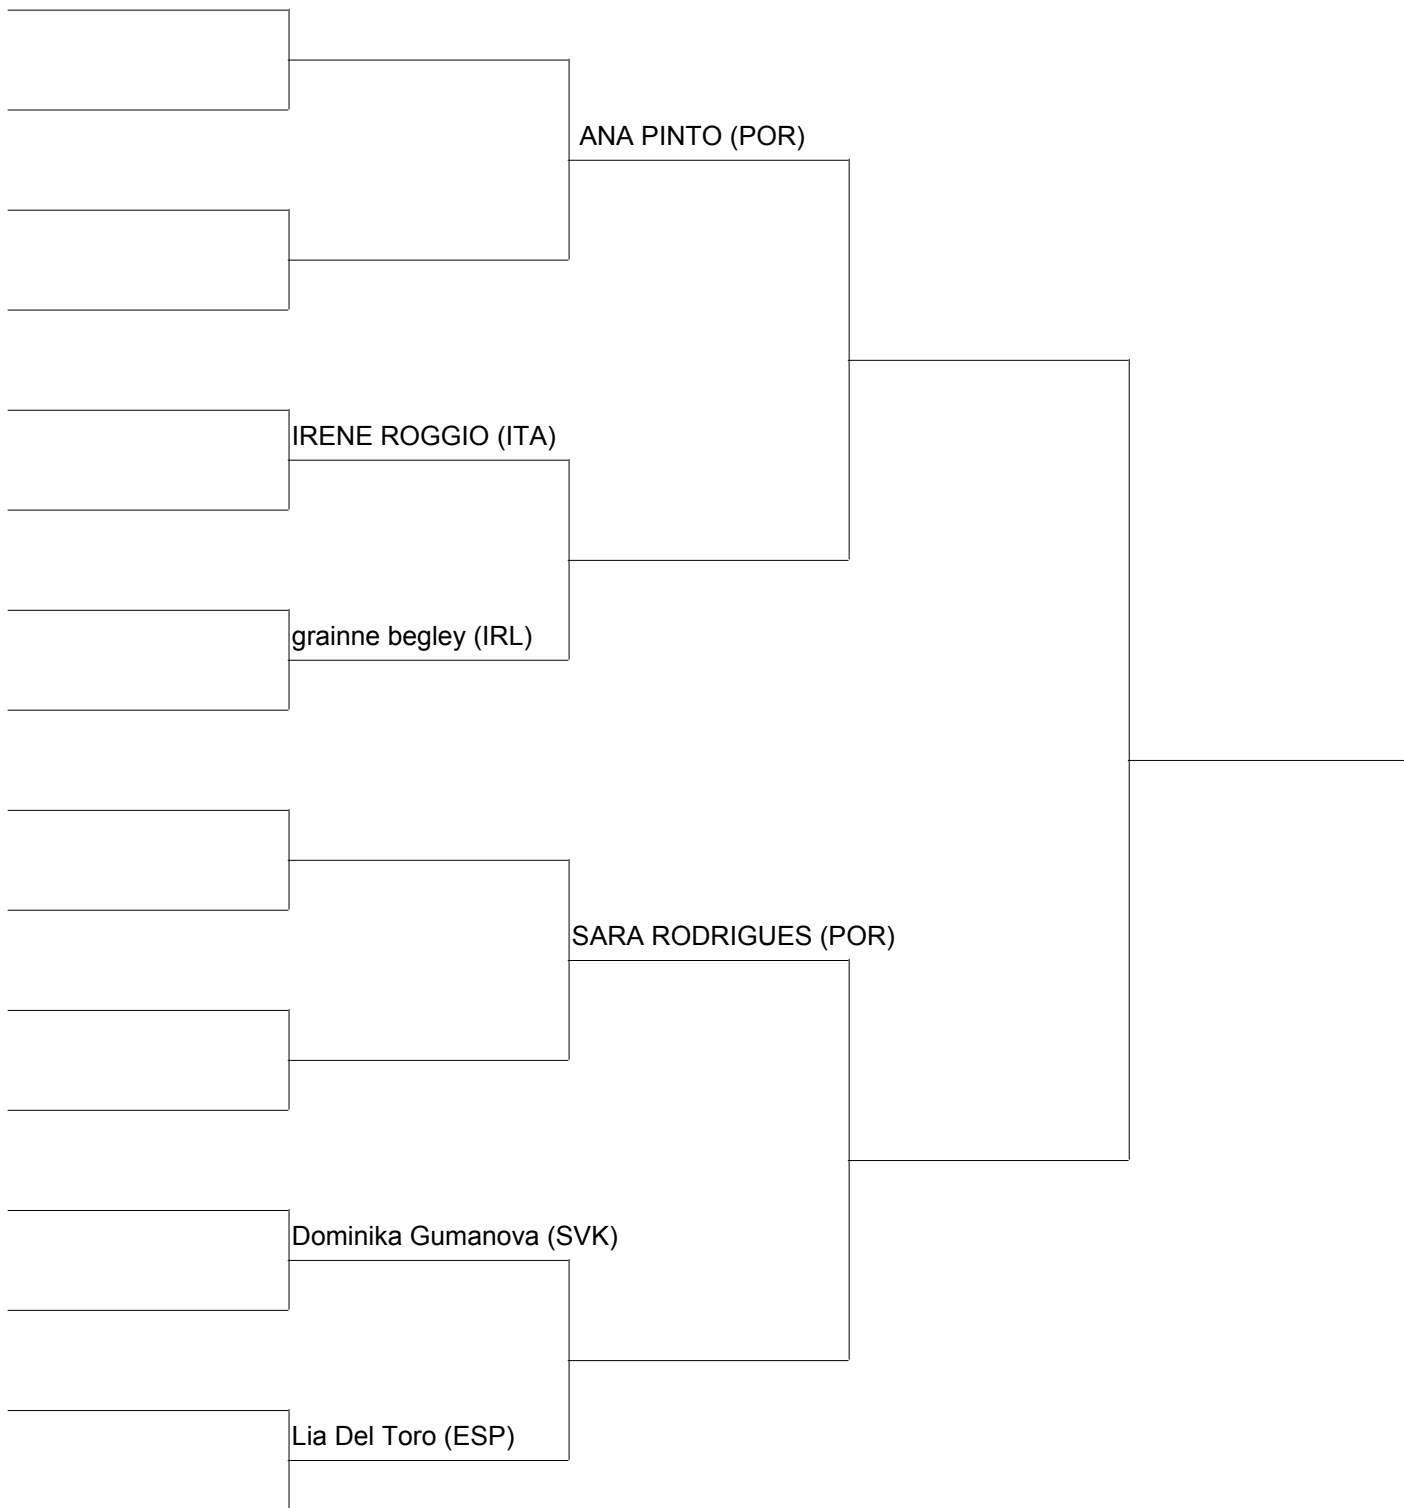 ANA PINTO (POR)
IRENE ROGGIO (ITA)
grainne begley (IRL)
SARA RODRIGUES (POR)
Dominika Gumanova (SVK)
Lia Del Toro (ESP)